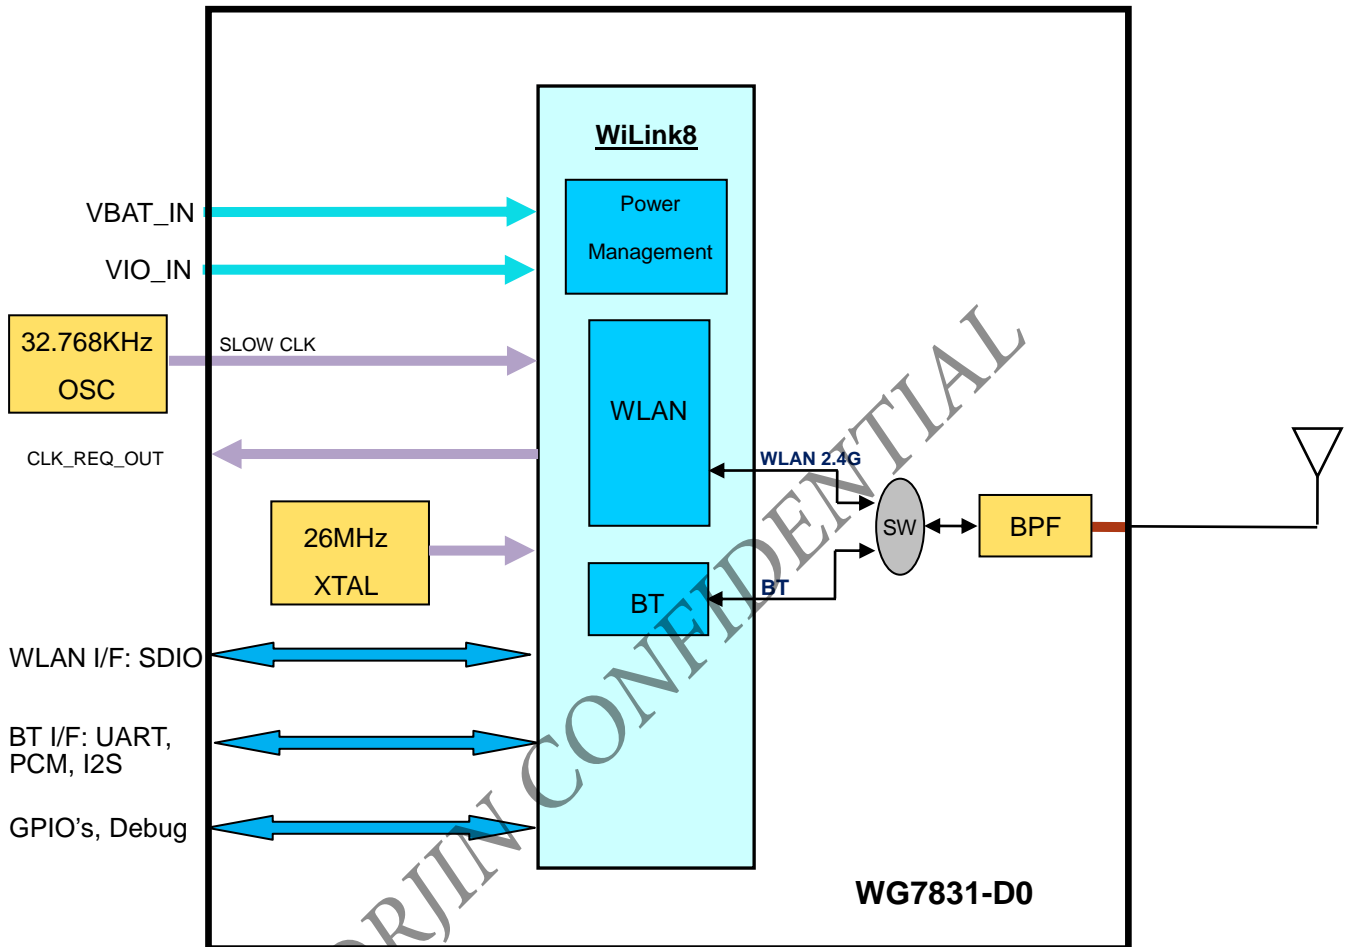 WiLink8
Power
Management
VBAT_IN
VIO_IN
32.768KHz
OSC
SLOW CLK
WLAN
CLK_REQ_OUT
WLAN 2.4G
SW
BPF
26MHz
XTAL
BT
BT
WLAN I/F: SDIO
BT I/F: UART,
PCM, I2S
GPIO's, Debug
WG7831-D0
ORJIN CONFIDENTIAL